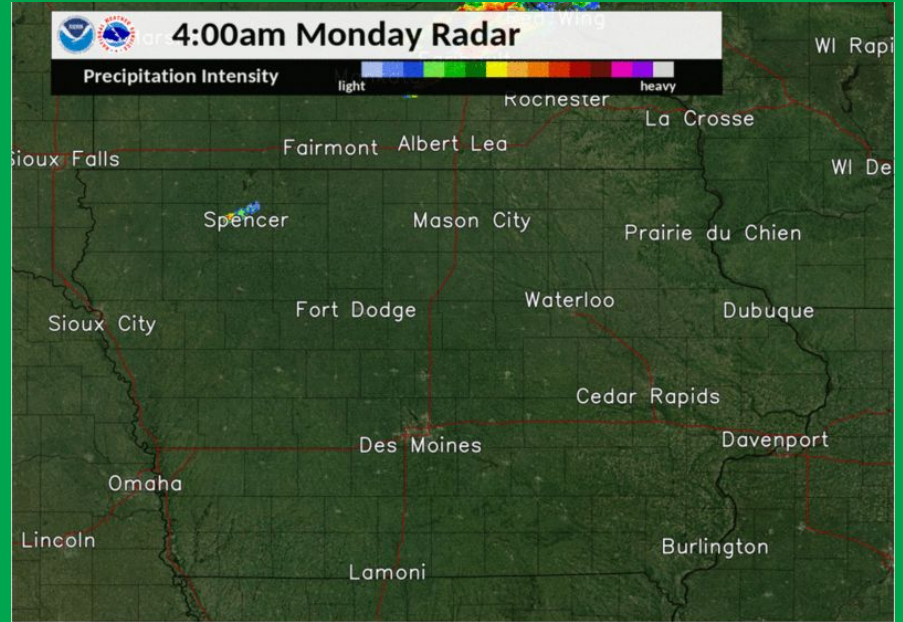 4:00am Monday Radar
Precipitation Intensity
light
heavy
Red Wing
WI Rapi
Rochester
La Crosse
Fairmont
Albert Lea
Sioux Falls
WI De
Spencer
Mason City
Prairie du Chien
Fort Dodge
Waterloo
Dubuque
Sioux City
Cedar Rapids
Des Moines
Davenport
Omaha
Lincoln
Burlington
Lamoni